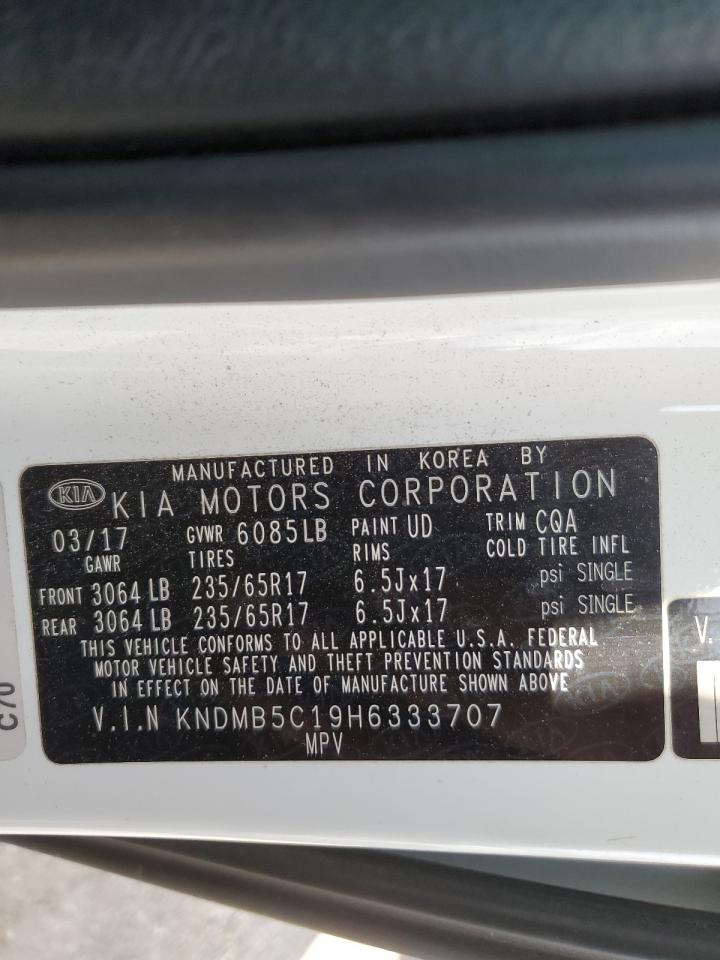 MANUFACTURED IN KOREA BY
KIA KIA MOTORS CORPORATION
03/17 GVWR 6085LB PAINT UD TRIM CQA
GAWR TIRES RIMS COLD TIRE INFL
FRONT 3064 LB 235/65R17 6.5Jx17 psi SINGLE
REAR 3064 LB 235/65R17 6.5Jx17 psi SINGLE
THIS VEHICLE CONFORMS TO ALL APPLICABLE U.S.A. FEDERAL
MOTOR VEHICLE SAFETY AND THEFT PREVENTION STANDARDS
IN EFFECT ON THE DATE OF MANUFACTURE SHOWN ABOVE
V.I.N KNDMB5C19H6333707
MPV
C70
V.